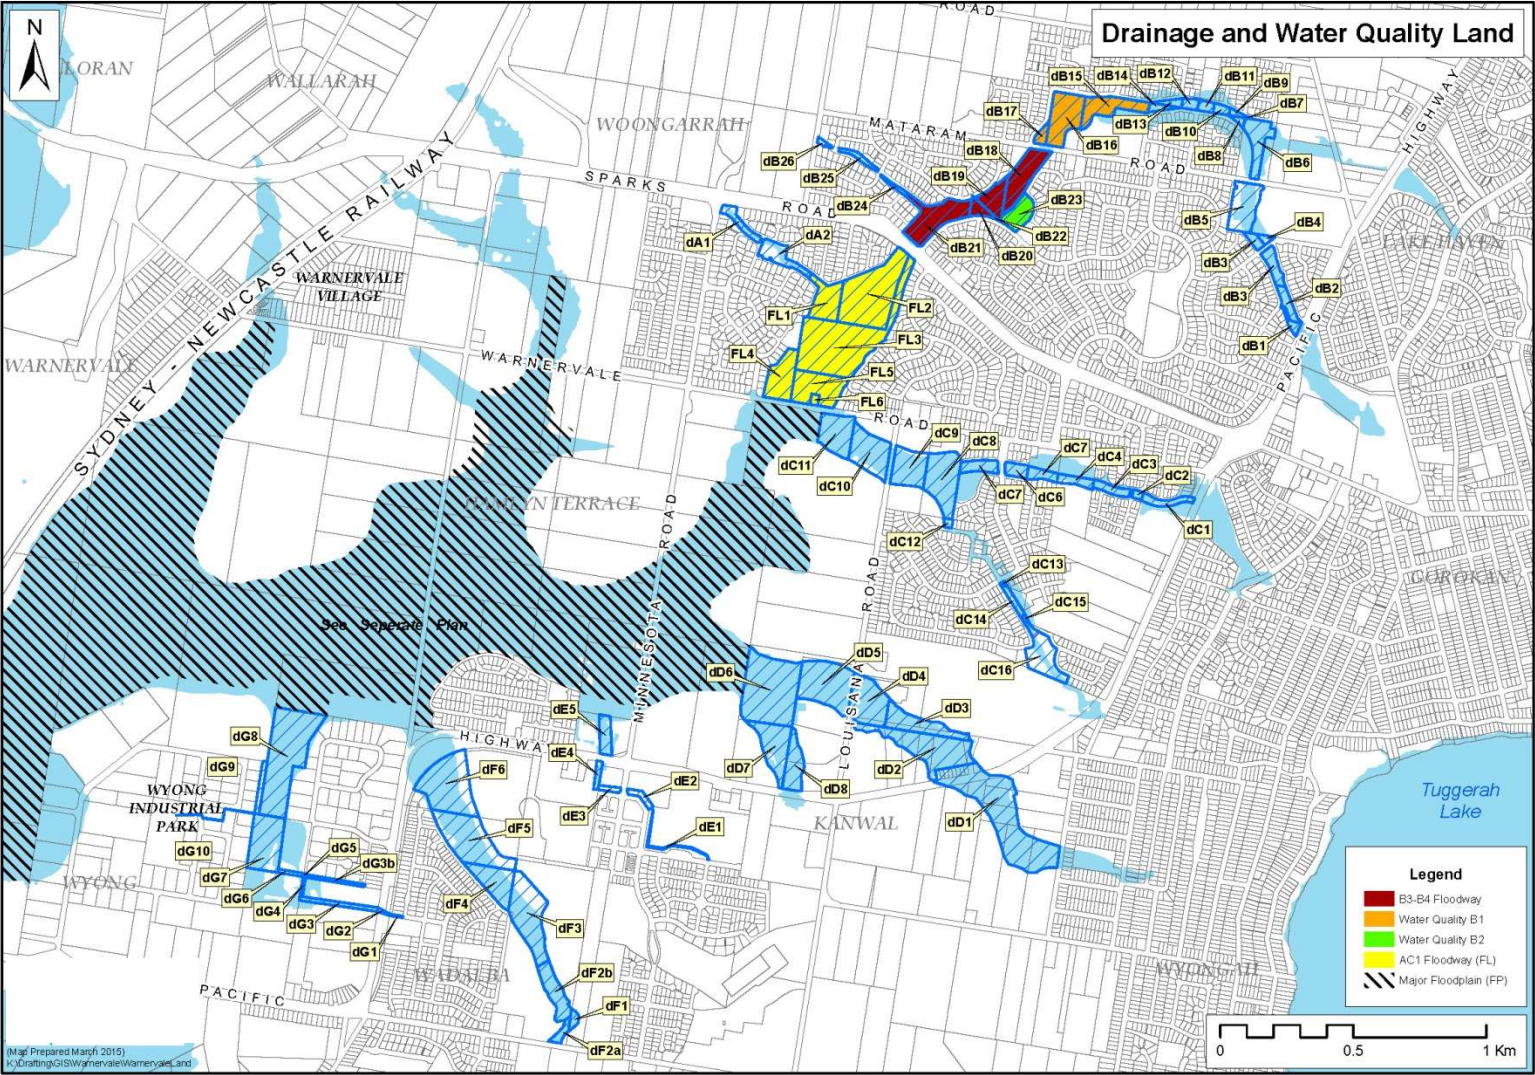 Drainage and Water Quality Land
N
ROAD
LORAN
WALLARAH
WOONGARRAH
MATARAM
ROAD
HIGHWAY
dB15
dB14
dB12
dB11
dB9
dB7
dB17
dB13
dB10
dB16
dB8
dB6
dB18
dB26
dB25
dB19
dB24
dB23
dB22
dB21
dB20
dB5
dB4
dB3
dB3
dB2
dB1
SPARKS
ROAD
LAKE HAVEN
dA1
dA2
SYDNEY - NEWCASTLE RAILWAY
WARNERVALE
VILLAGE
WARNERVALE
FL1
FL2
FL3
FL4
FL5
FL6
PACIFIC
WARNERVALE
ROAD
dC9
dC8
dC7
dC4
dC3
dC2
dC11
dC10
dC7
dC6
dC1
dC12
HAMLYN TERRACE
MINNESOTA ROAD
dC13
dC14
dC15
dC16
GOROKAN
See Seperate Plan
LOUISANA ROAD
dD6
dD5
dD4
dD3
dD2
dD7
dD8
dD1
KANWAL
dE5
dE4
dE2
dE3
dE1
HIGHWAY
dG8
dG9
WYONG
INDUSTRIAL
PARK
dG10
dG5
dG3b
dG7
dG6
dG4
dG3
dG2
dG1
WYONG
dF6
dF5
dF4
dF3
dF2b
dF1
dF2a
WADALBA
PACIFIC
WYONGAH
Tuggerah
Lake
Legend
B3-B4 Floodway
Water Quality B1
Water Quality B2
AC1 Floodway (FL)
Major Floodplain (FP)
0 0.5 1 Km
(Map Prepared March 2015)
K:\Drafting\GIS\Warnervale\WarnervaleLand